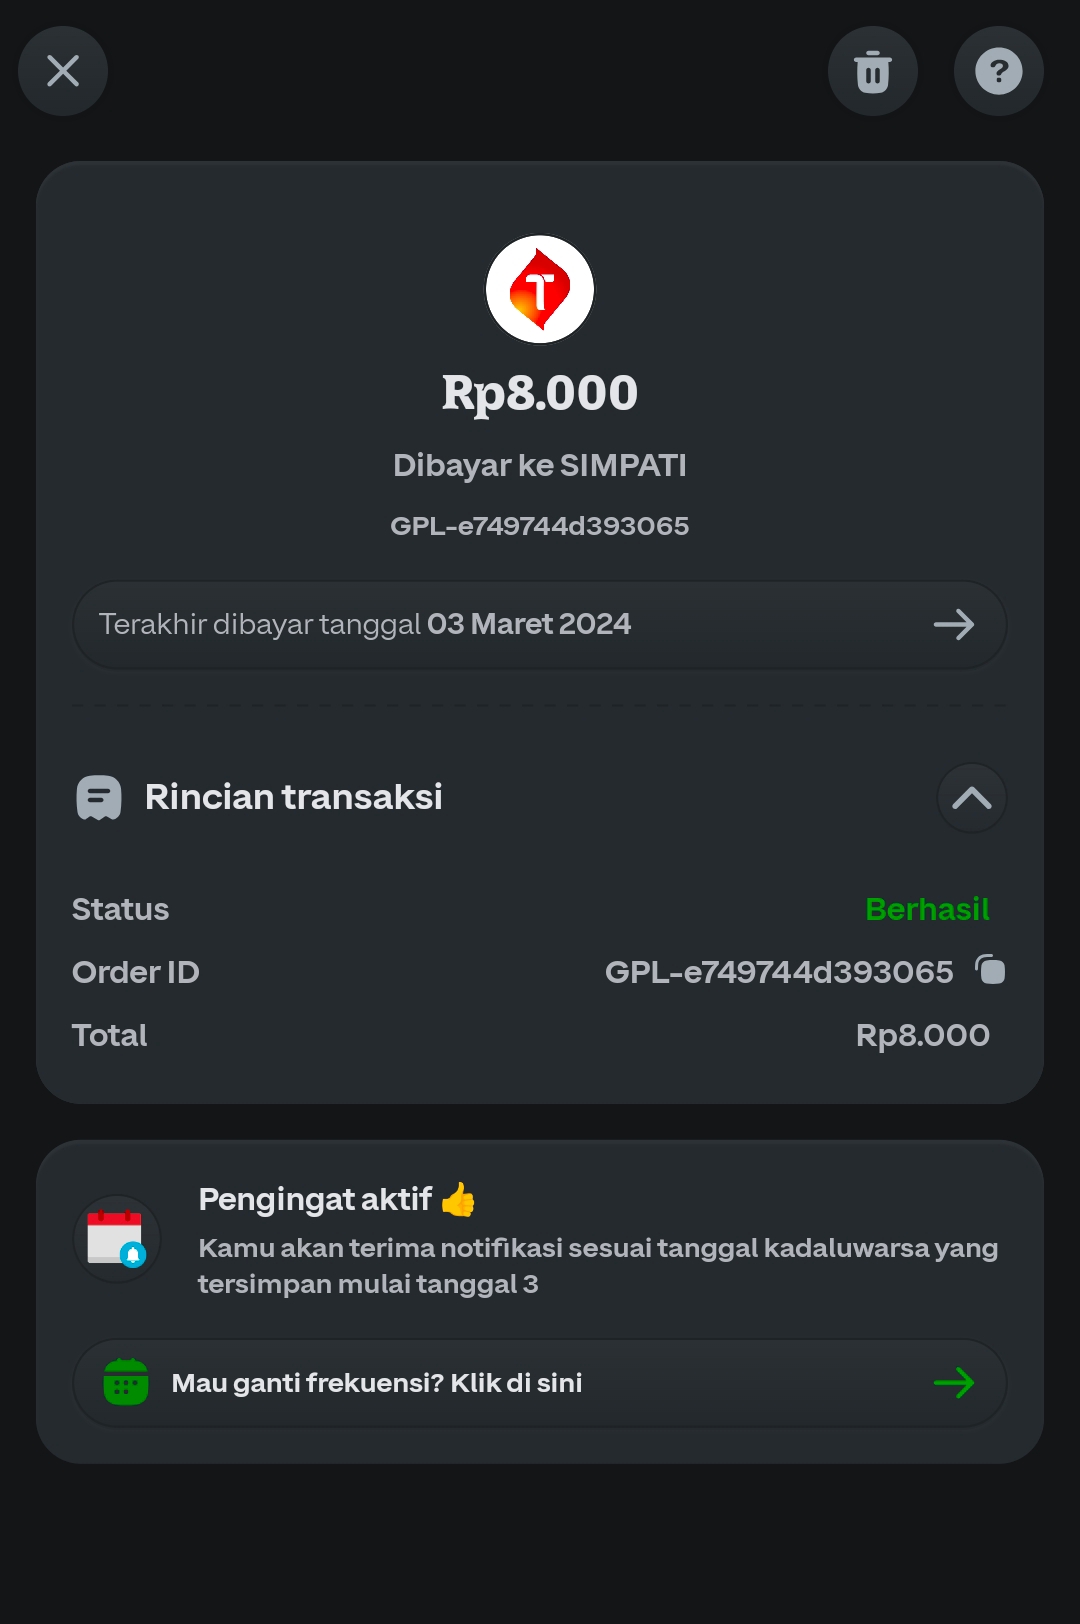 Rp8.000
Dibayar ke SIMPATI
GPL-e749744d393065
Terakhir dibayar tanggal 03 Maret 2024
Rincian transaksi
Status Berhasil
Order ID GPL-e749744d393065
Total Rp8.000
Pengingat aktif 👍
Kamu akan terima notifikasi sesuai tanggal kadaluwarsa yang
tersimpan mulai tanggal 3
Mau ganti frekuensi? Klik di sini